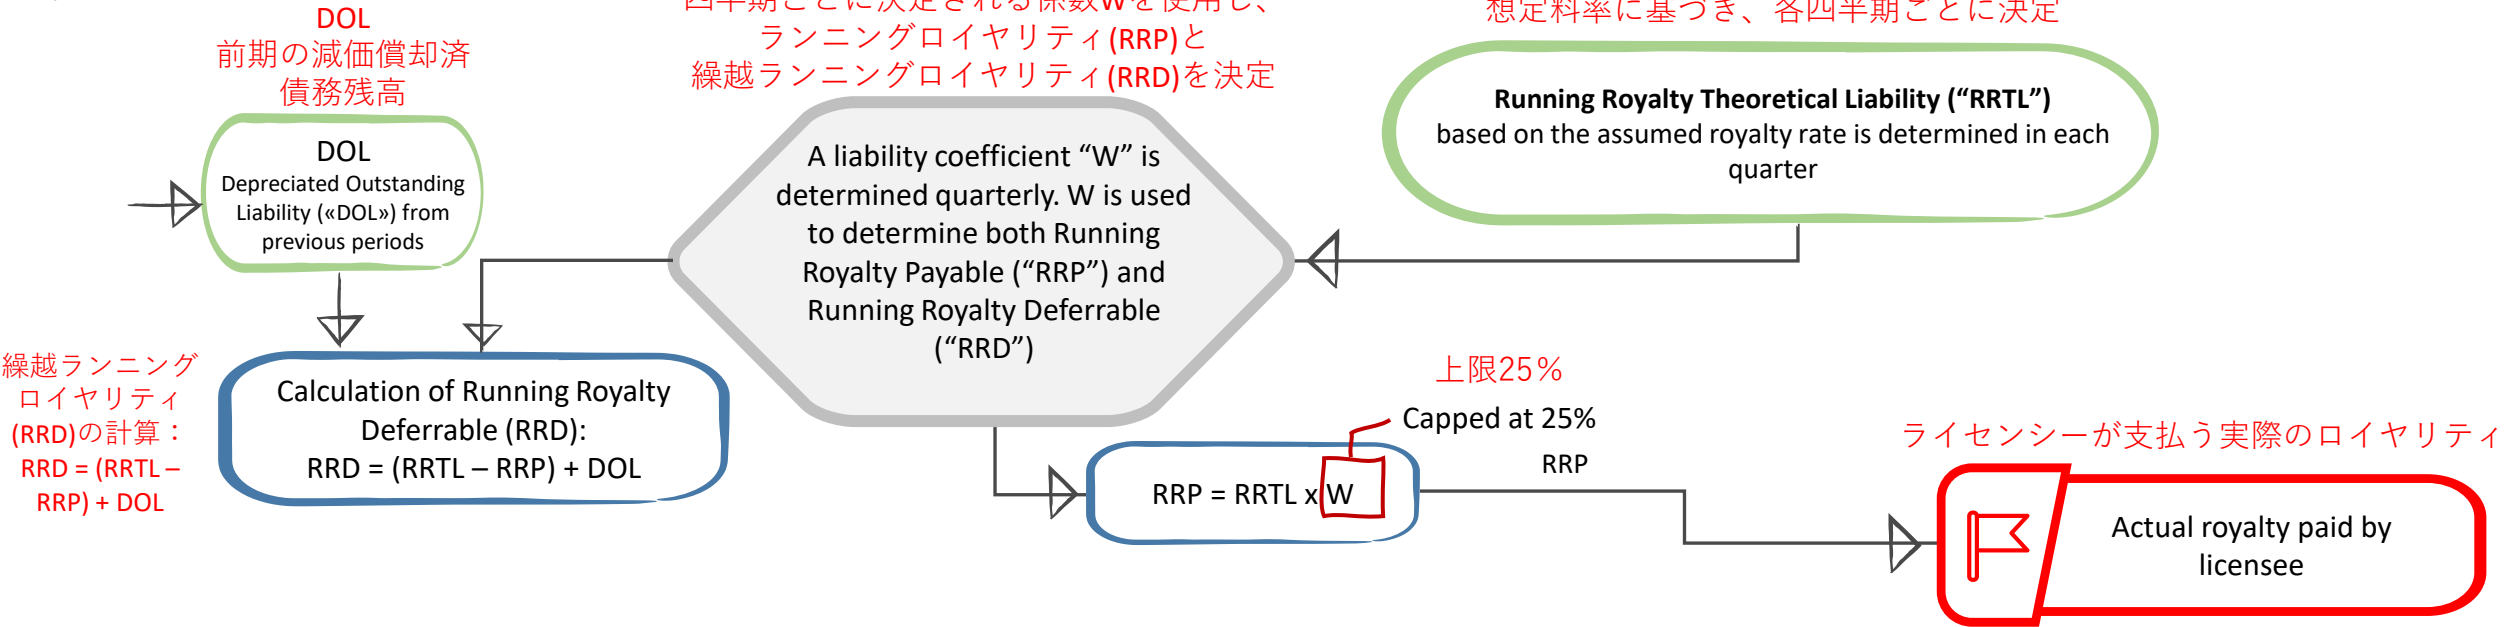 DOL
前期の減価償却済
債務残高
DOL
Depreciated Outstanding
Liability («DOL») from
previous periods
四半期ごとに決定される係数Wを使用し、
ランニングロイヤリティ(RRP)と
繰越ランニングロイヤリティ(RRD)を決定
A liability coefficient “W” is
determined quarterly. W is used
to determine both Running
Royalty Payable (“RRP”) and
Running Royalty Deferrable
(“RRD”)
想定料率に基づき、各四半期ごとに決定
Running Royalty Theoretical Liability (“RRTL”)
based on the assumed royalty rate is determined in each
quarter
繰越ランニング
ロイヤリティ
(RRD)の計算：
RRD = (RRTL –
RRP) + DOL
Calculation of Running Royalty
Deferrable (RRD):
RRD = (RRTL – RRP) + DOL
上限25％
Capped at 25%
RRP = RRTL x W
RRP
ライセンシーが支払う実際のロイヤリティ
Actual royalty paid by
licensee